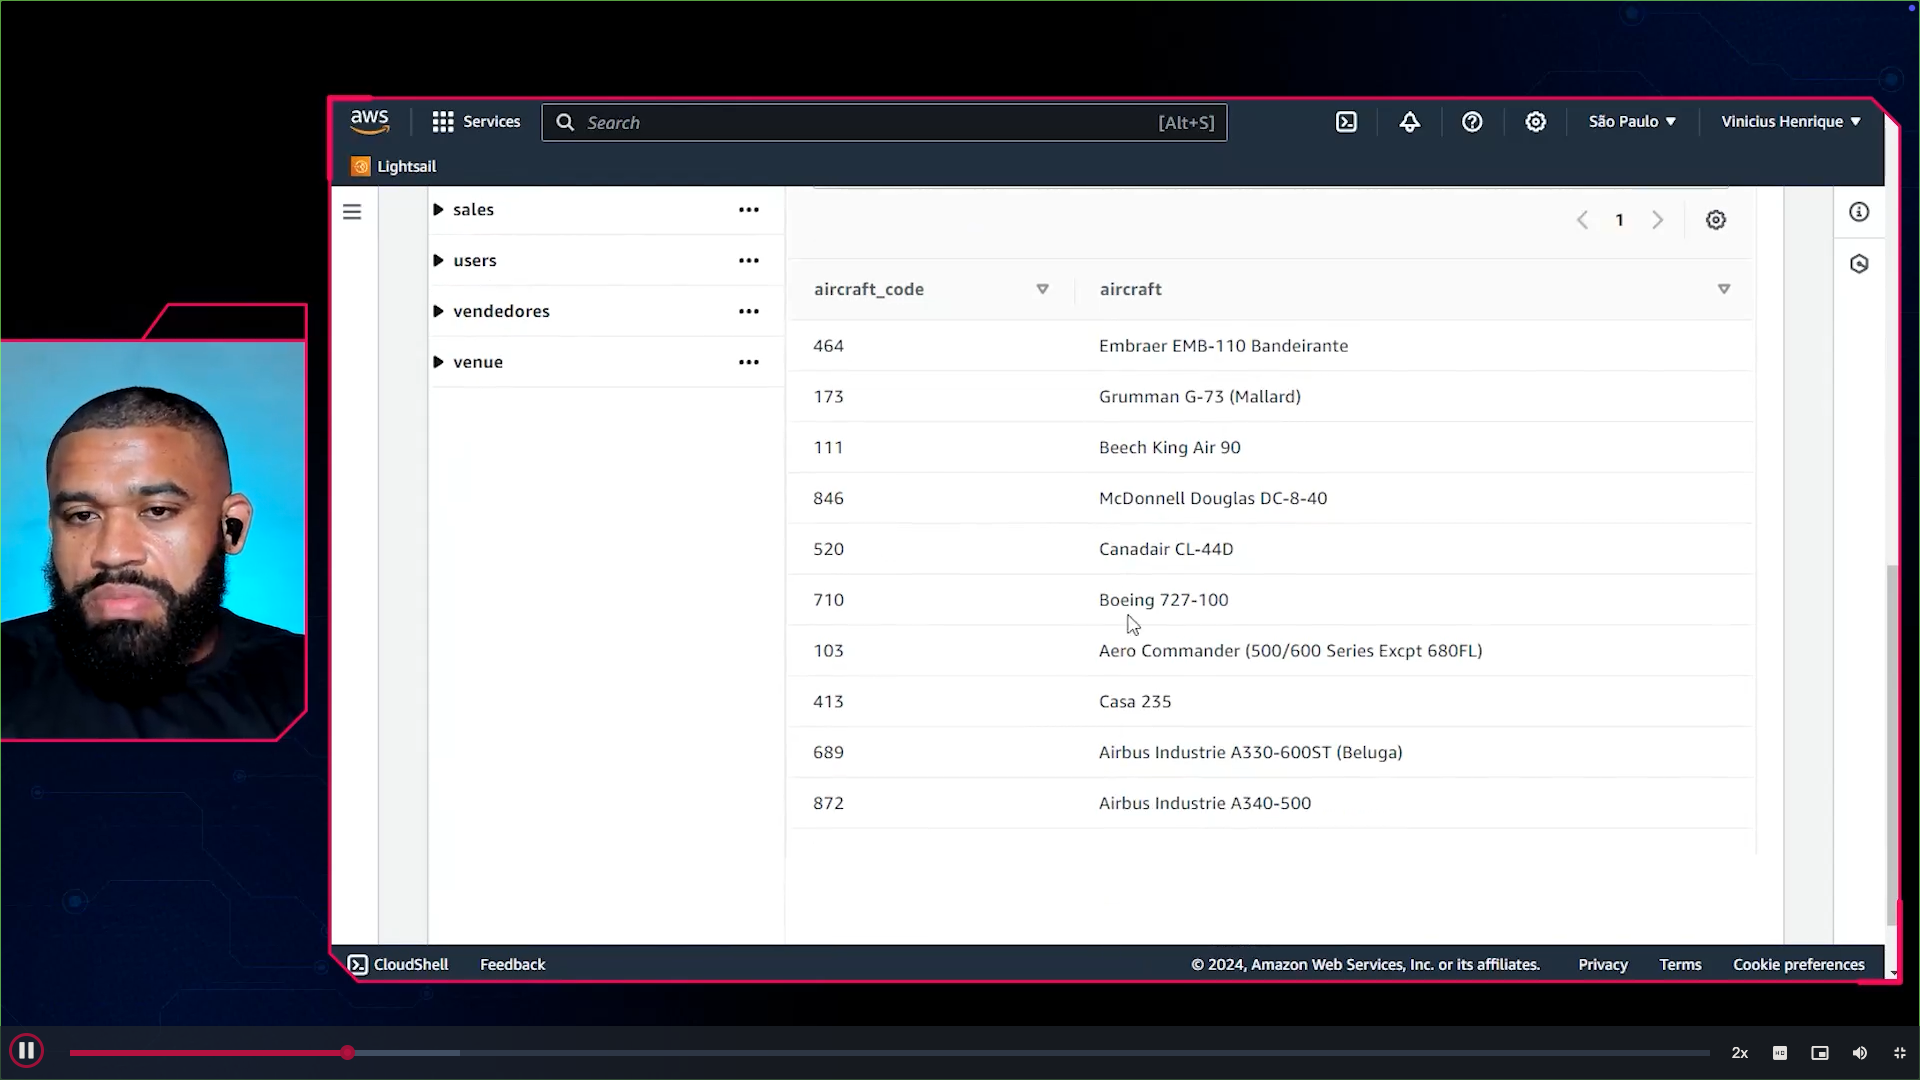 aws
Services
Search
[Alt+S]
São Paulo
Vinicius Henrique
Lightsail
sales
users
vendedores
venue
1
aircraft_code aircraft
464 Embraer EMB-110 Bandeirante
173 Grumman G-73 (Mallard)
111 Beech King Air 90
846 McDonnell Douglas DC-8-40
520 Canadair CL-44D
710 Boeing 727-100
103 Aero Commander (500/600 Series Excpt 680FL)
413 Casa 235
689 Airbus Industrie A330-600ST (Beluga)
872 Airbus Industrie A340-500
CloudShell
Feedback
© 2024, Amazon Web Services, Inc. or its affiliates.
Privacy
Terms
Cookie preferences
2x
HD